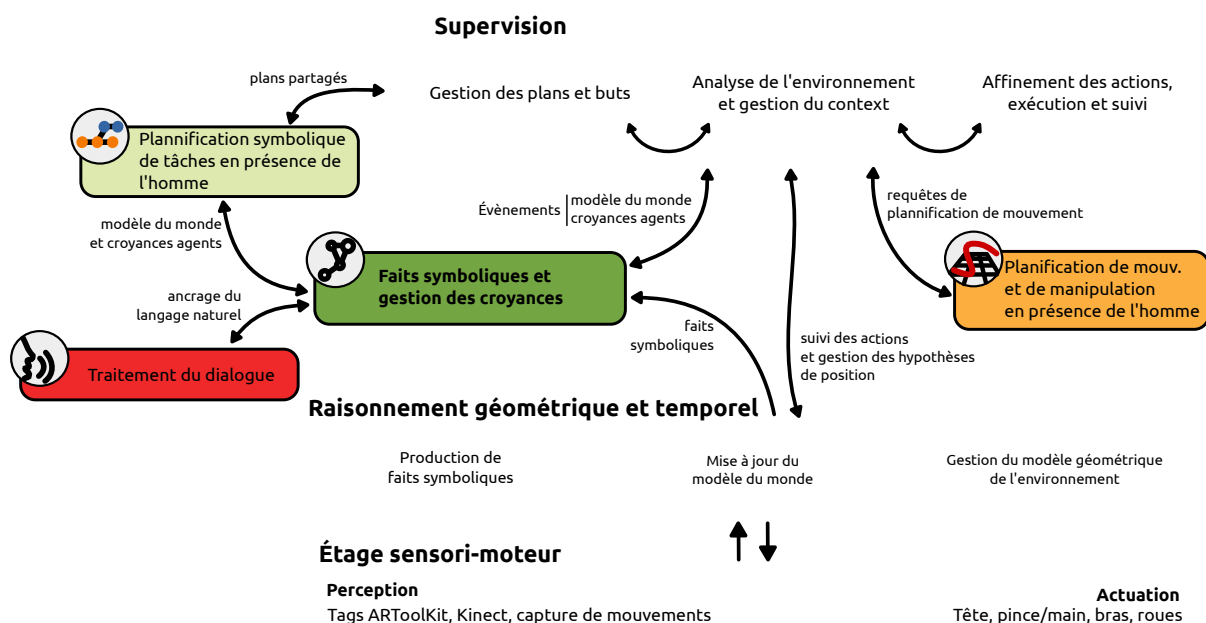 Supervision
plans partagés
Gestion des plans et buts
Analyse de l'environnement
et gestion du context
Affinement des actions,
exécution et suivi
Plannification symbolique
de tâches en présence de
l'homme
modèle du monde
et croyances agents
Évènements
modèle du monde
croyances agents
requêtes de
plannification de mouvement
Faits symboliques et
gestion des croyances
Planification de mouv.
et de manipulation
en présence de l'homme
ancrage du
langage naturel
faits
symboliques
suivi des actions
et gestion des hypothèses
de position
Traitement du dialogue
Raisonnement géométrique et temporel
Production de
faits symboliques
Mise à jour du
modèle du monde
Gestion du modèle géométrique
de l'environnement
Étage sensori-moteur
Perception
Tags ARToolKit, Kinect, capture de mouvements
Actuation
Tête, pince/main, bras, roues